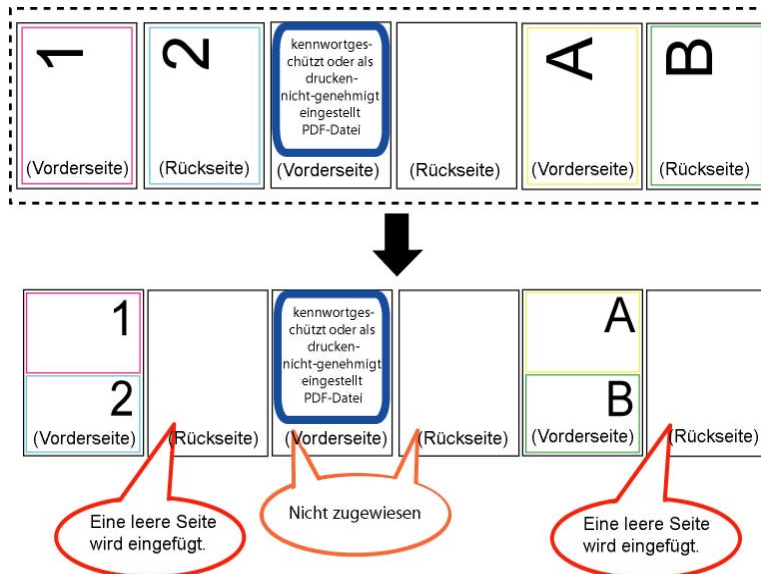 1
2
kennwortges-
chützt oder als
drucken-
nicht-genehmigt
eingestellt
PDF-Datei
A
B
(Vorderseite)
(Rückseite)
(Vorderseite)
(Rückseite)
(Vorderseite)
(Rückseite)
1
2
kennwortges-
chützt oder als
drucken-
nicht-genehmigt
eingestellt
PDF-Datei
A
B
(Vorderseite)
(Rückseite)
(Vorderseite)
(Rückseite)
(Vorderseite)
(Rückseite)
Eine leere Seite
wird eingefügt.
Nicht zugewiesen
Eine leere Seite
wird eingefügt.